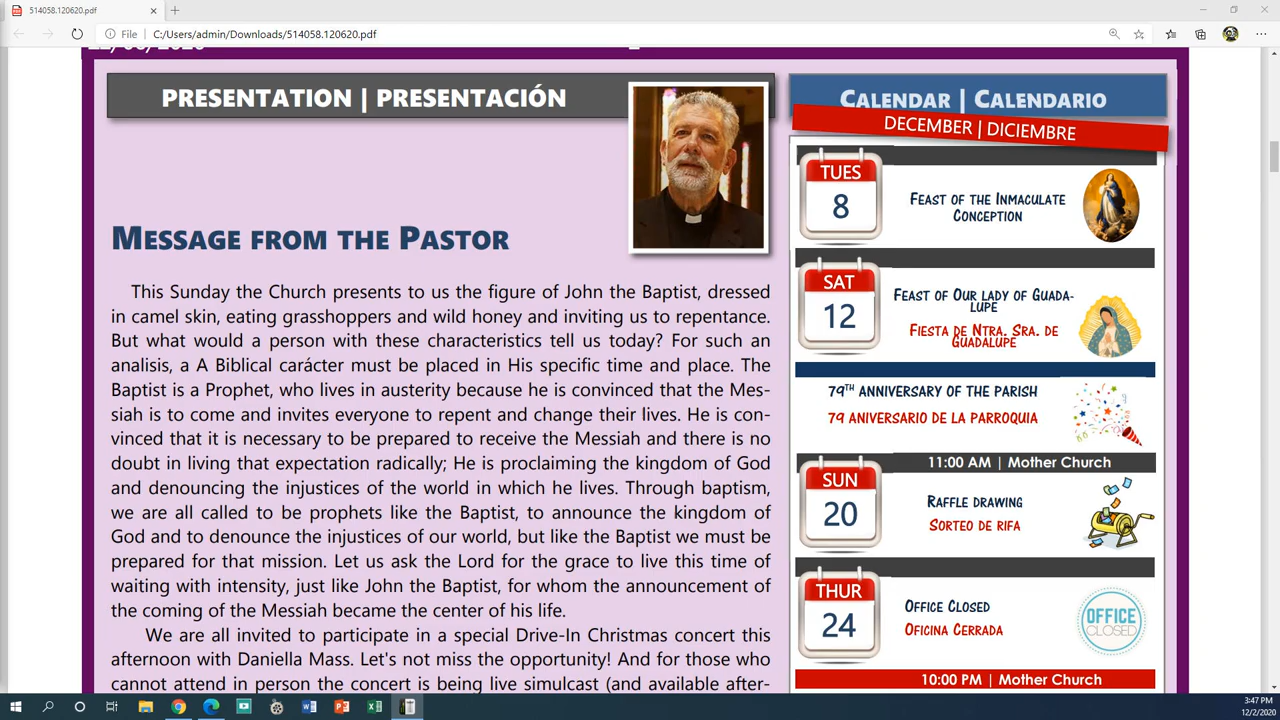 514058.120620.pdf
File
C:/Users/admin/Downloads/514058.120620.pdf
PRESENTATION | PRESENTACIÓN
MESSAGE FROM THE PASTOR
This Sunday the Church presents to us the figure of John the Baptist, dressed
in camel skin, eating grasshoppers and wild honey and inviting us to repentance.
But what would a person with these characteristics tell us today? For such an
analisis, a A Biblical carácter must be placed in His specific time and place. The
Baptist is a Prophet, who lives in austerity because he is convinced that the Mes-
siah is to come and invites everyone to repent and change their lives. He is con-
vinced that it is necessary to be prepared to receive the Messiah and there is no
doubt in living that expectation radically; He is proclaiming the kingdom of God
and denouncing the injustices of the world in which he lives. Through baptism,
we are all called to be prophets like the Baptist, to announce the kingdom of
God and to denounce the injustices of our world, but like the Baptist we must be
prepared for that mission. Let us ask the Lord for the grace to live this time of
waiting with intensity, just like John the Baptist, for whom the announcement of
the coming of the Messiah became the center of his life.
We are all invited to participate in a special Drive-In Christmas concert this
afternoon with Daniella Mass. Let's not miss the opportunity! And for those who
cannot attend in person the concert is being live simulcast (and available after-
CALENDAR | CALENDARIO
DECEMBER | DICIEMBRE
TUES
8
FEAST OF THE INMACULATE
CONCEPTION
SAT
12
FEAST OF OUR LADY OF GUADA-
LUPE
FIESTA DE NTRA. SRA. DE
GUADALUPE
79TH ANNIVERSARY OF THE PARISH
79 ANIVERSARIO DE LA PARROQUIA
11:00 AM | Mother Church
SUN
20
RAFFLE DRAWING
SORTEO DE RIFA
THUR
24
OFFICE CLOSED
OFICINA CERRADA
OFFICE
CLOSED
10:00 PM | Mother Church
3:47 PM
12/2/2020